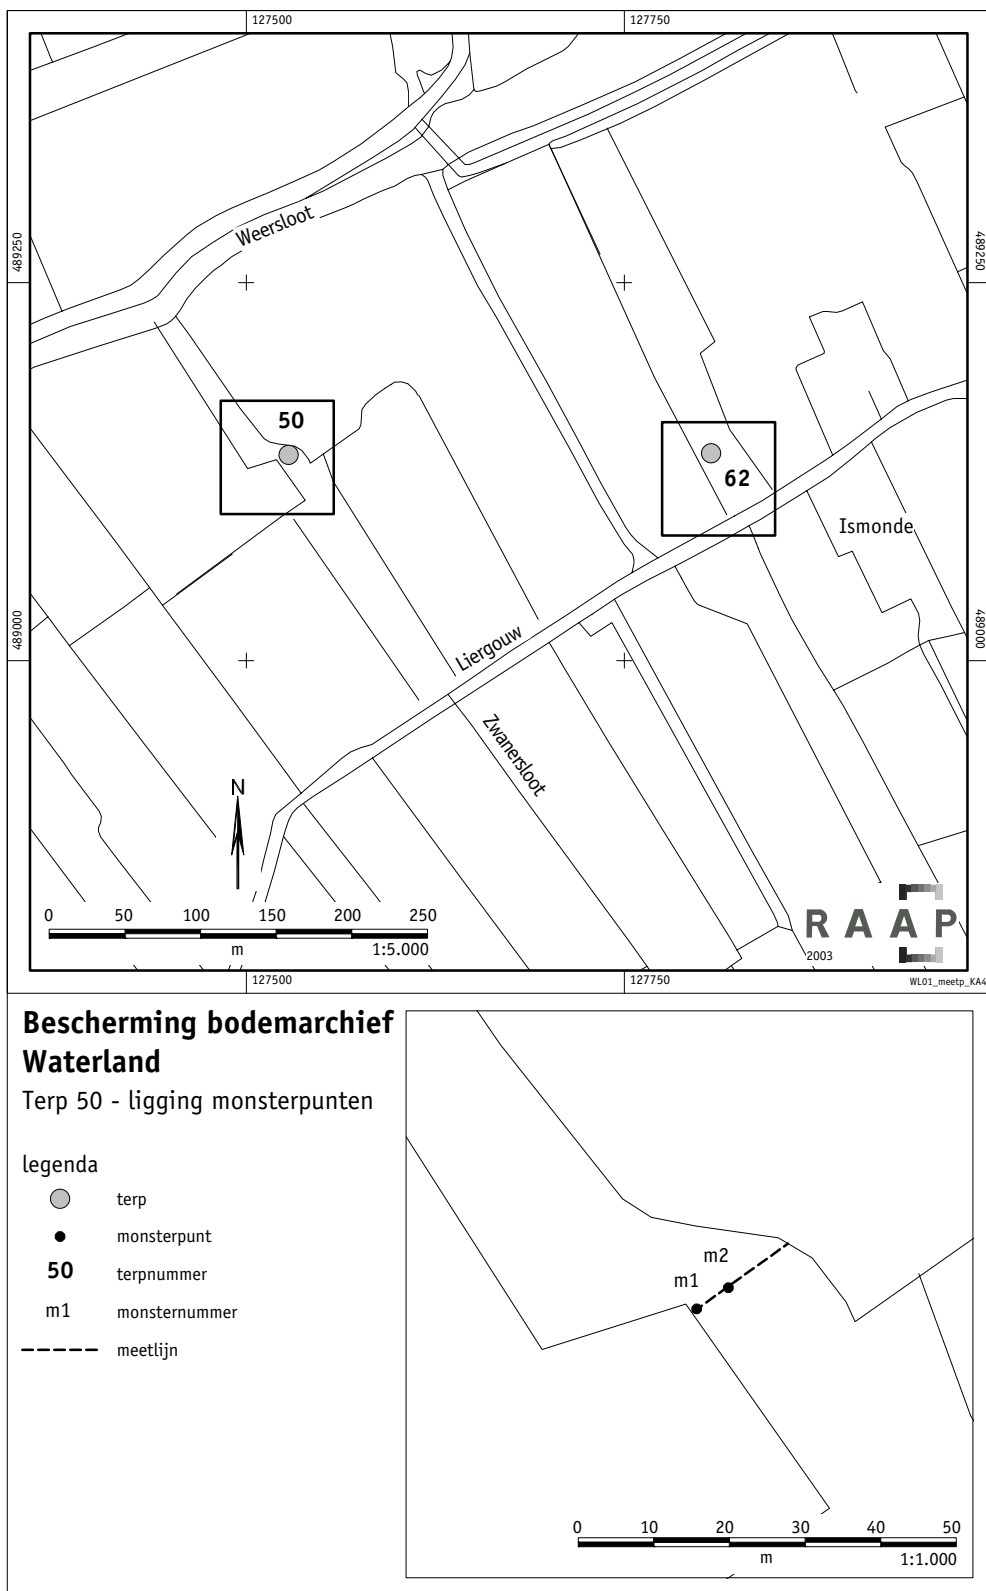 127500
127750
489250
489250
Weersloot
50
62
Ismonde
489000
489000
Liergouw
Zwanersloot
N
0 50 100 150 200 250
m 1:5.000
RAAP
2003
127500
127750
WL01_meetp_KA4
Bescherming bodemarchief
Waterland
Terp 50 - ligging monsterpunten
legenda
terp
monsterpunt
50 terpnummer
m1 monsternummer
meetlijn
m2
m1
0 10 20 30 40 50
m 1:1.000